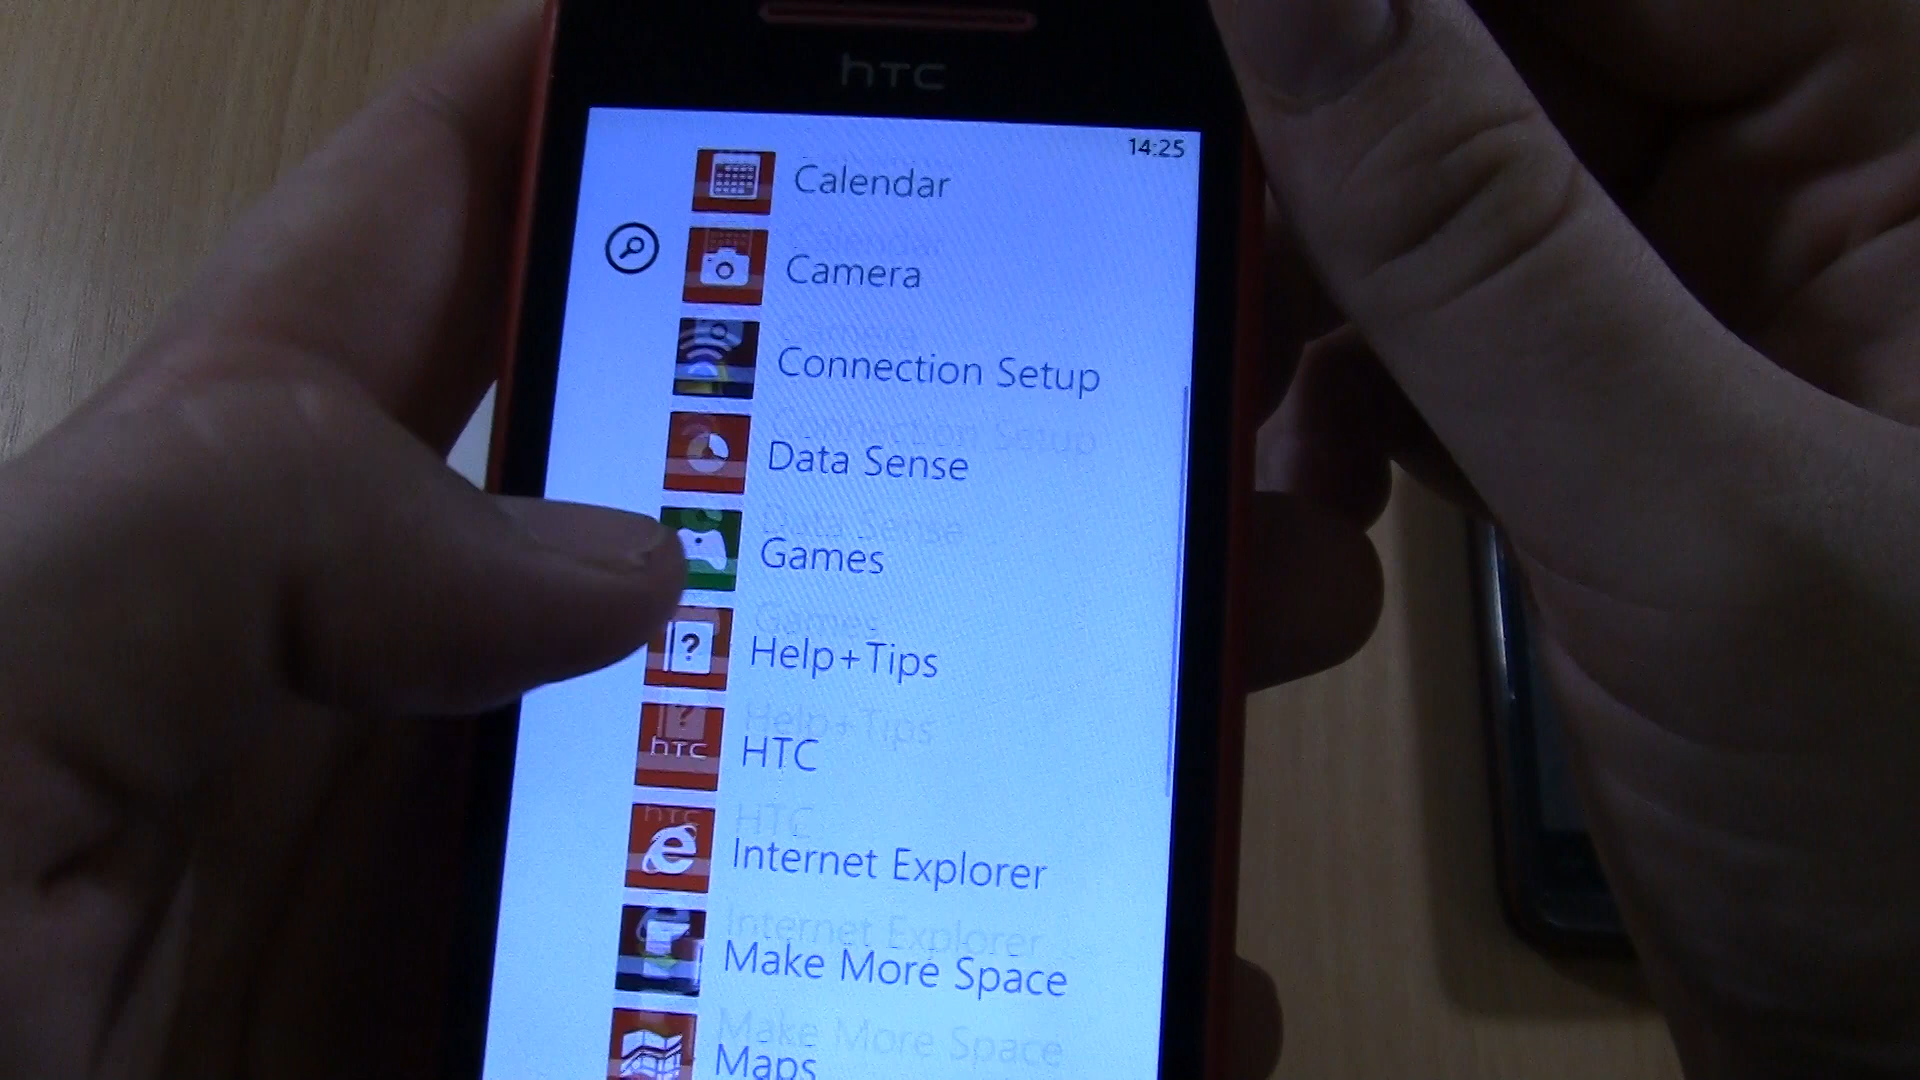 hTC
14:25
Calendar
Camera
Connection Setup
Data Sense
Games
?
Help+Tips
hTC
HTC
Internet Explorer
Make More Space
Maps